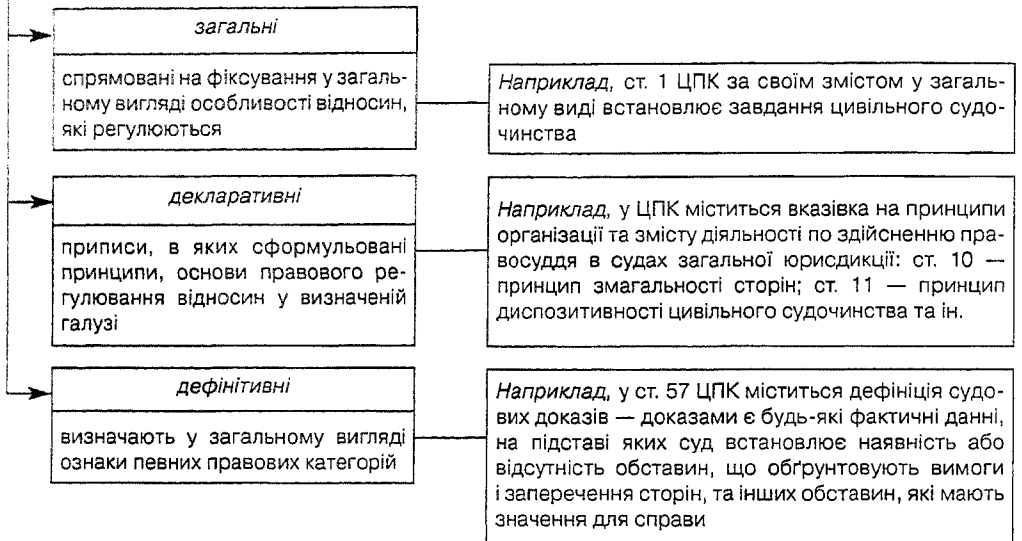 загальні
спрямовані на фіксування у загаль-
ному вигляді особливості відносин,
які регулюються
Наприклад, ст. 1 ЦПК за своїм змістом у загаль-
ному виді встановлює завдання цивільного судо-
чинства
декларативні
приписи, в яких сформульовані
принципи, основи правового ре-
гулювання відносин у визначеній
галузі
Наприклад, у ЦПК міститься вказівка на принципи
організації та змісту діяльності по здійсненню пра-
восуддя в судах загальної юрисдикції: ст. 10 —
принцип змагальності сторін; ст. 11 — принцип
диспозитивності цивільного судочинства та ін.
дефінітивні
визначають у загальному вигляді
ознаки певних правових категорій
Наприклад, у ст. 57 ЦПК міститься дефініція судо-
вих доказів — доказами є будь-які фактичні данні,
на підставі яких суд встановлює наявність або
відсутність обставин, що обґрунтовують вимоги
і заперечення сторін, та інших обставин, які мають
значення для справи